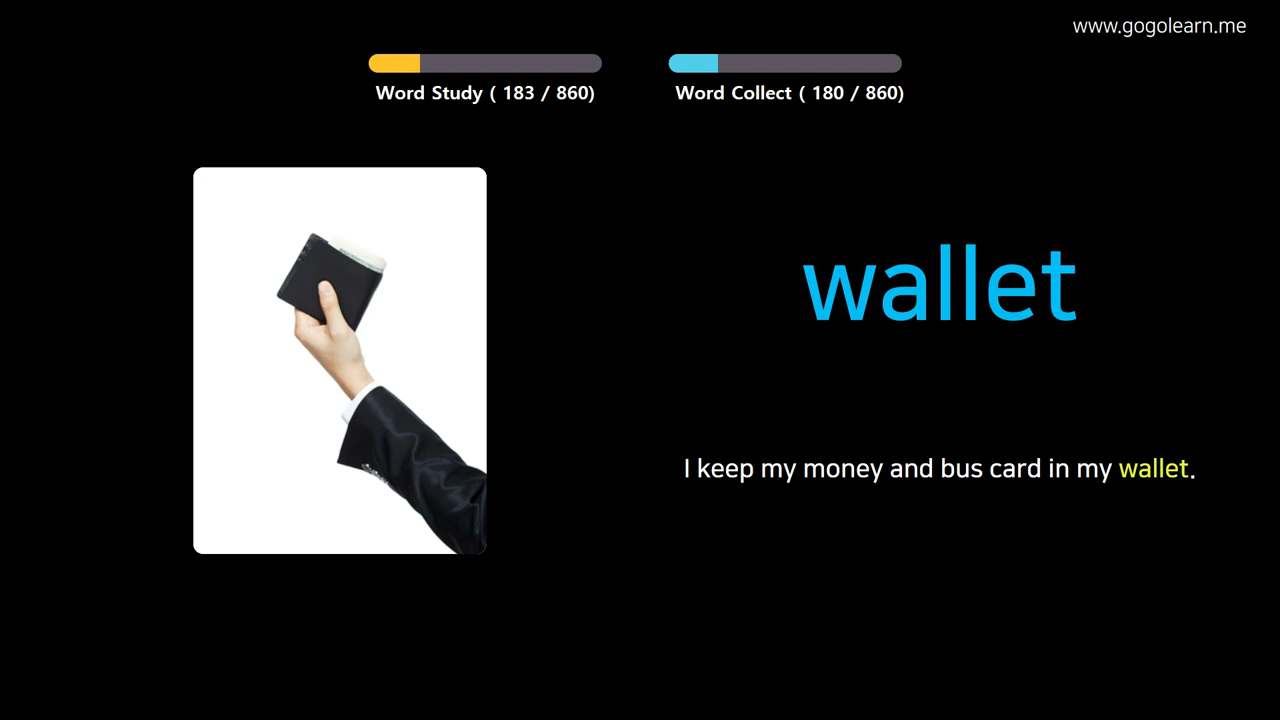 www.gogolearn.me
Word Study ( 183 / 860)
Word Collect ( 180 / 860)
wallet
I keep my money and bus card in my wallet.